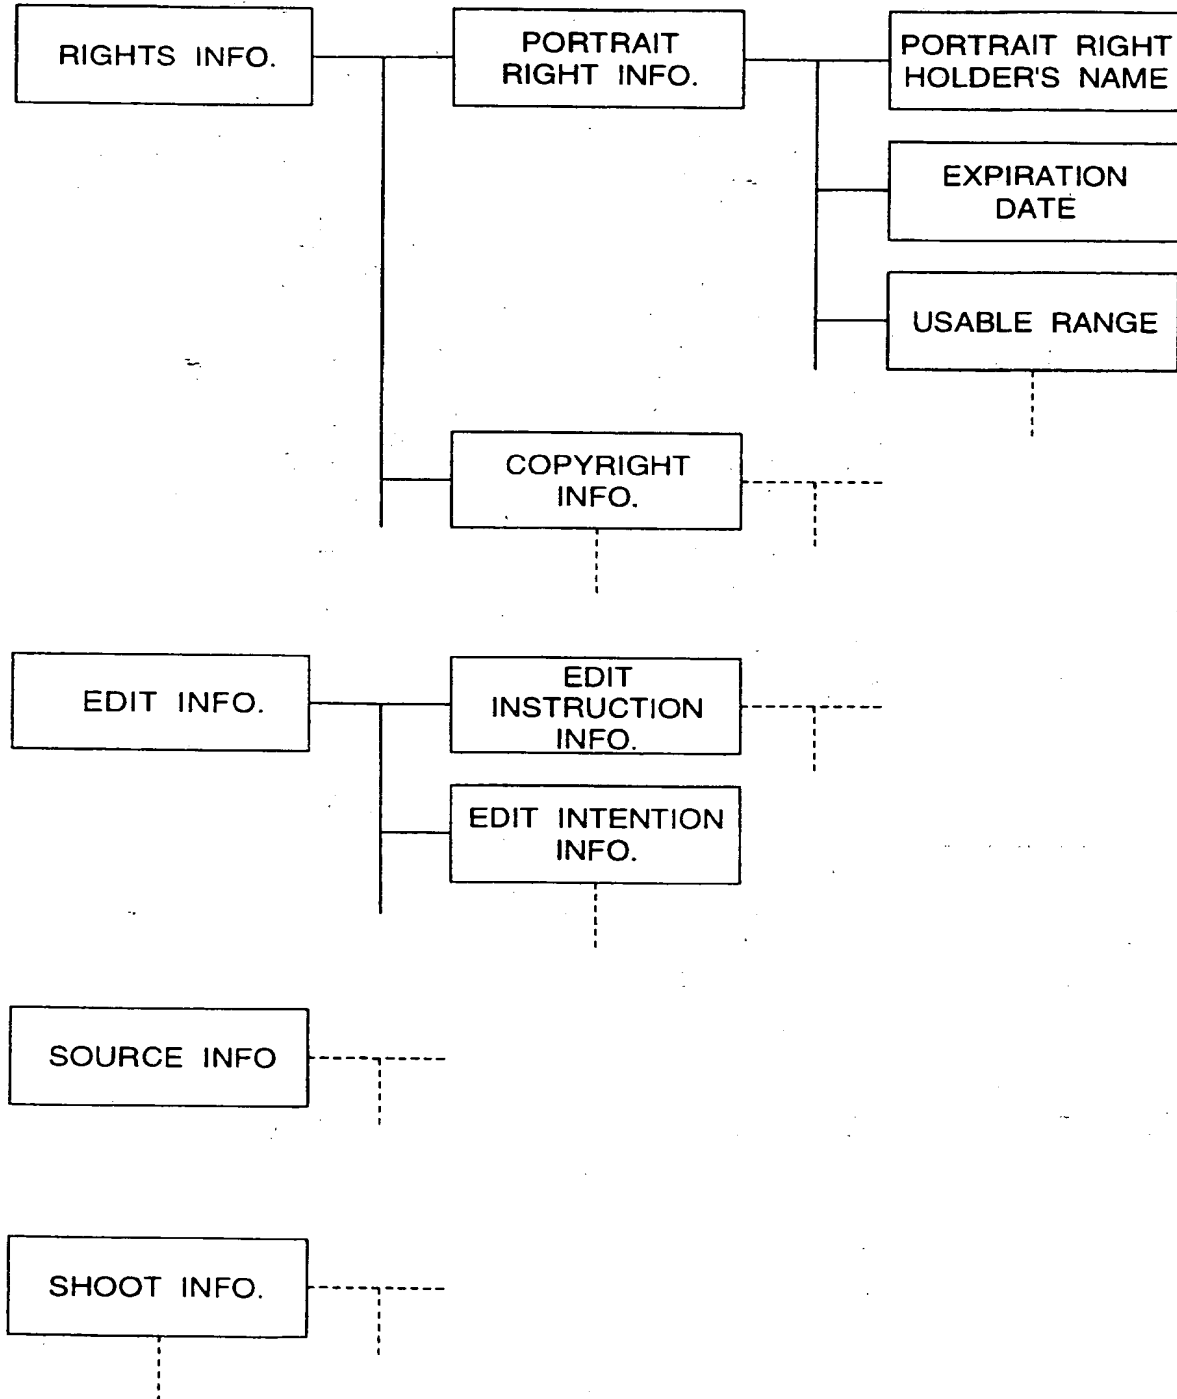 RIGHTS INFO.
PORTRAIT
RIGHT INFO.
PORTRAIT RIGHT
HOLDER'S NAME
EXPIRATION
DATE
USABLE RANGE
COPYRIGHT
INFO.
EDIT INFO.
EDIT
INSTRUCTION
INFO.
EDIT INTENTION
INFO.
SOURCE INFO
SHOOT INFO.